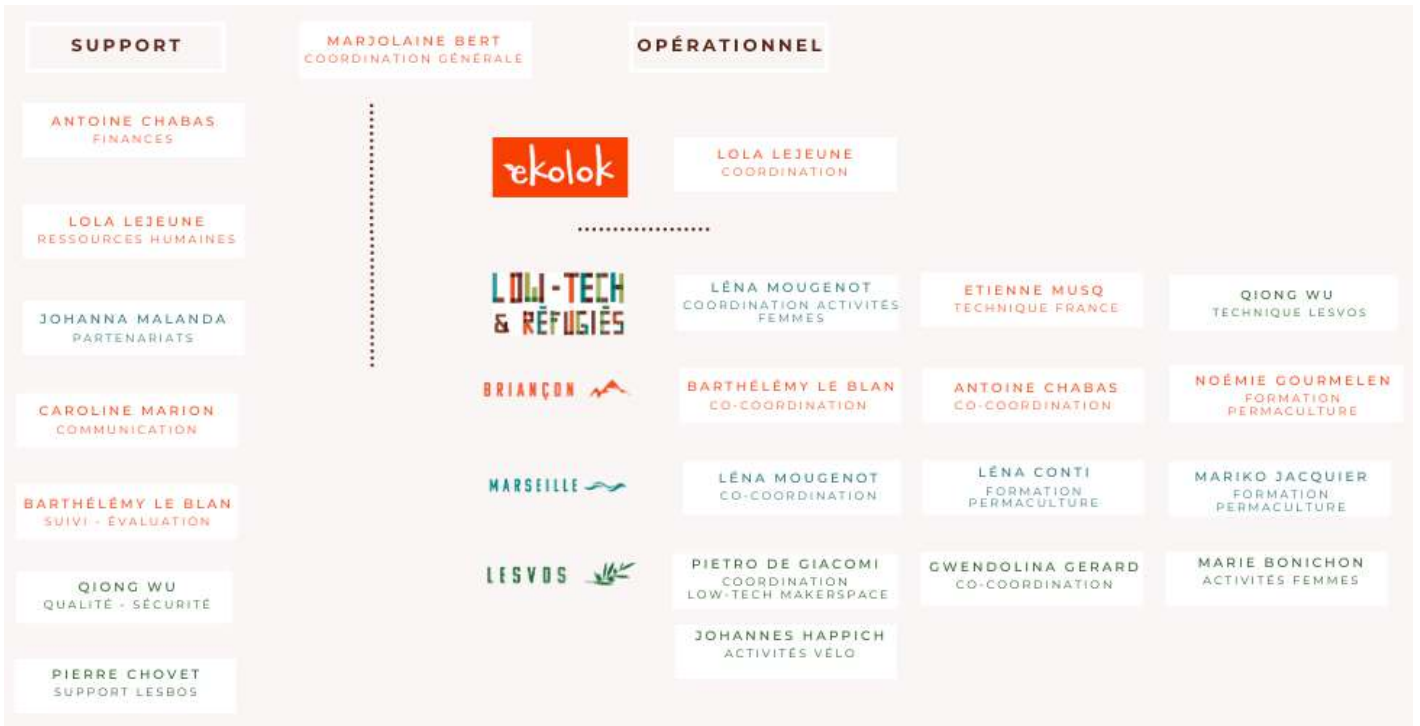 SUPPORT
MARJOLAINE BERT
COORDINATION GÉNÉRALE
OPÉRATIONNEL
ANTOINE CHABAS
FINANCES
LOLA LEJEUNE
RESSOURCES HUMAINES
JOHANNA MALANDA
PARTENARIATS
CAROLINE MARION
COMMUNICATION
BARTHÉLÉMY LE BLAN
SUIVI - ÉVALUATION
QIONG WU
QUALITÉ - SÉCURITÉ
PIERRE CHOVET
SUPPORT LESBOS
ekolok
LOLA LEJEUNE
COORDINATION
LOW-TECH
& RÉFUGIÉS
LÉNA MOUGENOT
COORDINATION ACTIVITÉS
FEMMES
ETIENNE MUSQ
TECHNIQUE FRANCE
QIONG WU
TECHNIQUE LESVOS
BRIANÇON
BARTHÉLÉMY LE BLAN
CO-COORDINATION
ANTOINE CHABAS
CO-COORDINATION
NOÉMIE GOURMELEN
FORMATION
PERMACULTURE
MARSEILLE
LÉNA MOUGENOT
CO-COORDINATION
LÉNA CONTI
FORMATION
PERMACULTURE
MARIKO JACQUIER
FORMATION
PERMACULTURE
LESVOS
PIETRO DE GIACOMI
COORDINATION
LOW-TECH MAKERSPACE
GWENDOLINA GERARD
CO-COORDINATION
MARIE BONICHON
ACTIVITÉS FEMMES
JOHANNES HAPPICH
ACTIVITÉS VÉLO